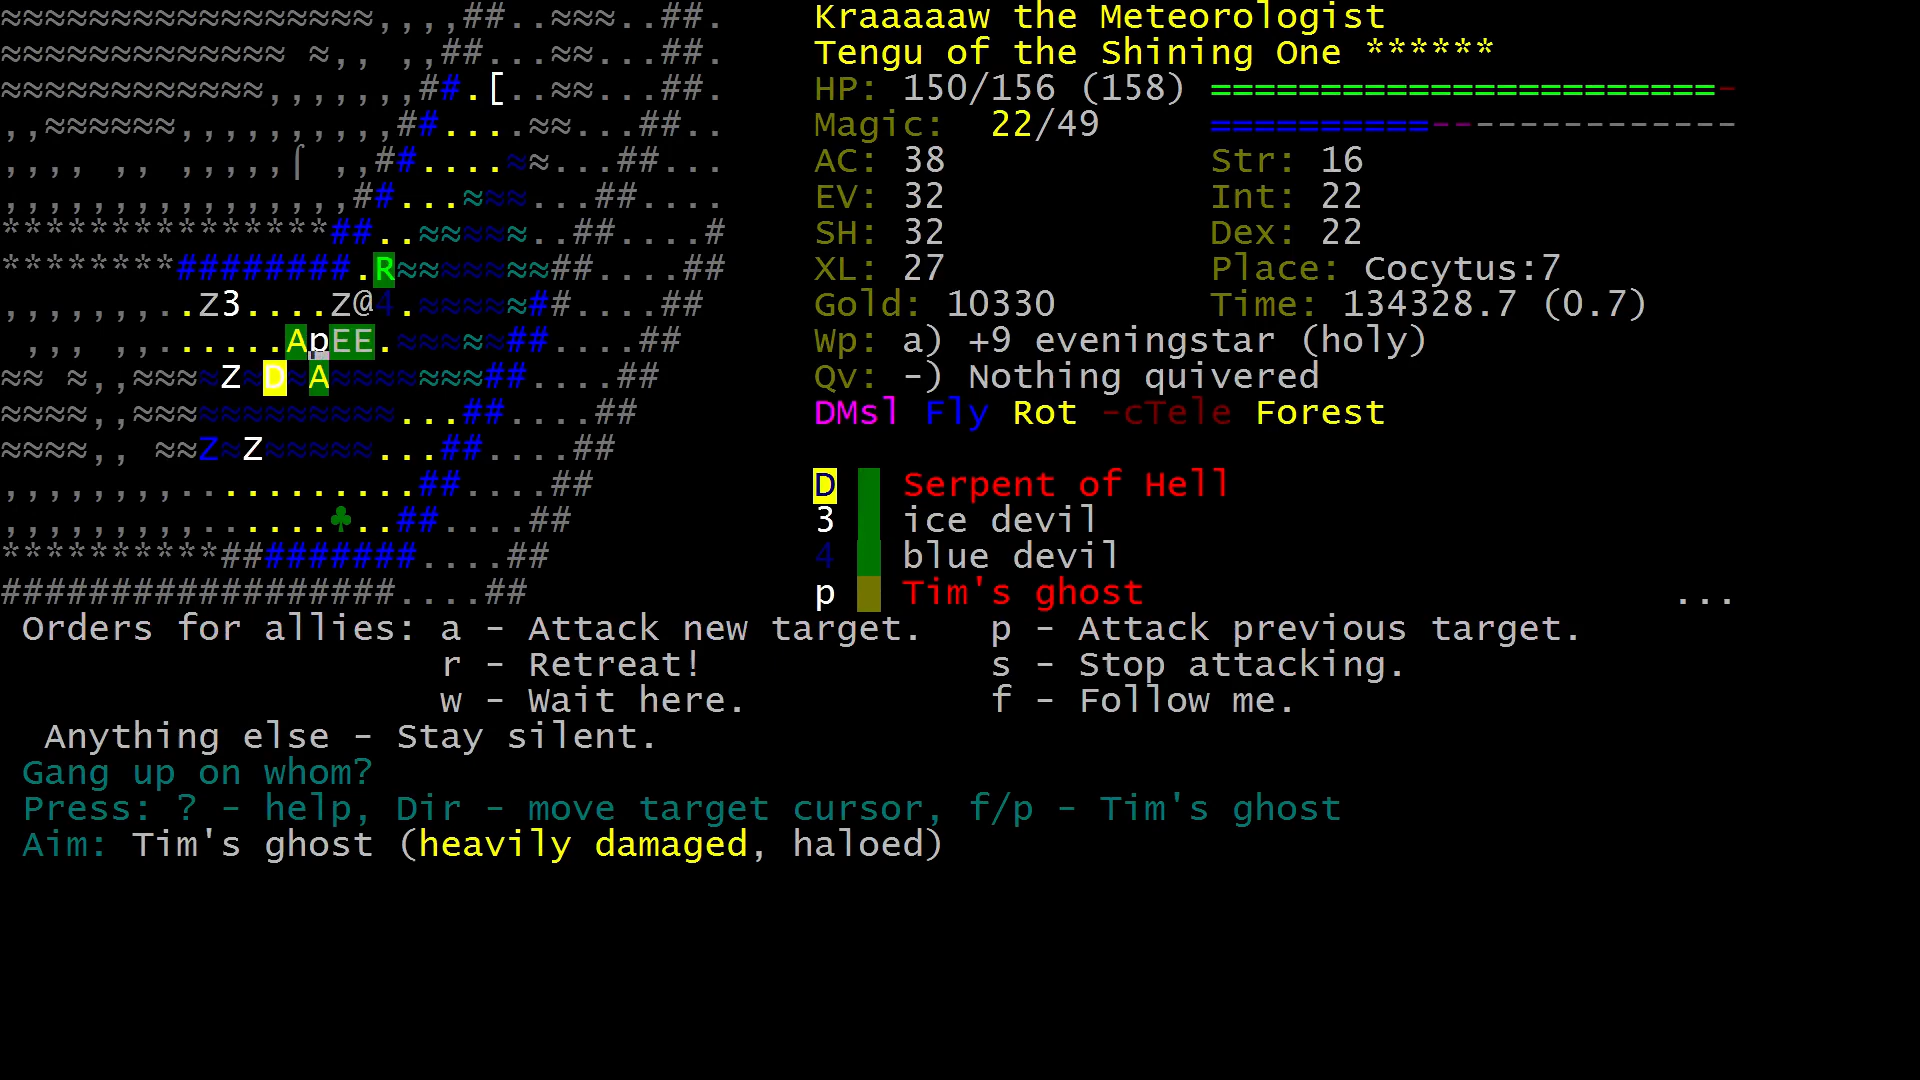 ≈≈≈≈≈≈≈≈≈≈≈≈≈≈≈≈≈,,,,##..≈≈≈..##. Kraaaaaw the Meteorologist
≈≈≈≈≈≈≈≈≈≈≈≈≈ ≈,, ,,##...≈≈...##. Tengu of the Shining One ******
≈≈≈≈≈≈≈≈≈≈≈≈,,,,,,,##.[..≈≈...##. HP: 150/156 (158) =======================-
,,≈≈≈≈≈≈,,,,,,,,,,##....≈≈...##.. Magic: 22/49 ==========--------------
,,,, ,, ,,,,,⌠ ,,##....≈≈...##... AC: 38 Str: 16
,,,,,,,,,,,,,,,,##...≈≈≈...##.... EV: 32 Int: 22
***************##..≈≈≈≈≈..##....# SH: 32 Dex: 22
********########.R≈≈≈≈≈≈≈##....## XL: 27 Place: Cocytus:7
,,,,,,,..z3....z@4.≈≈≈≈≈##....## Gold: 10330 Time: 134328.7 (0.7)
,,, ,,......ApEE.≈≈≈≈≈##....## Wp: a) +9 eveningstar (holy)
≈≈ ≈,,≈≈≈≈Z≈D≈A≈≈≈≈≈≈≈##....## Qv: -) Nothing quivered
≈≈≈≈,,≈≈≈≈≈≈≈≈≈≈≈≈...##....## DMsl Fly Rot -cTele Forest
≈≈≈≈,, ≈≈Z≈Z≈≈≈≈≈...##....##
,,,,,,,,...........##....## D Serpent of Hell
,,,,,,,,,,,....♣..##....## 3 ice devil
**********#########....## 4 blue devil
##################....## p Tim's ghost ...
Orders for allies: a - Attack new target. p - Attack previous target.
r - Retreat! s - Stop attacking.
w - Wait here. f - Follow me.
Anything else - Stay silent.
Gang up on whom?
Press: ? - help, Dir - move target cursor, f/p - Tim's ghost
Aim: Tim's ghost (heavily damaged, haloed)